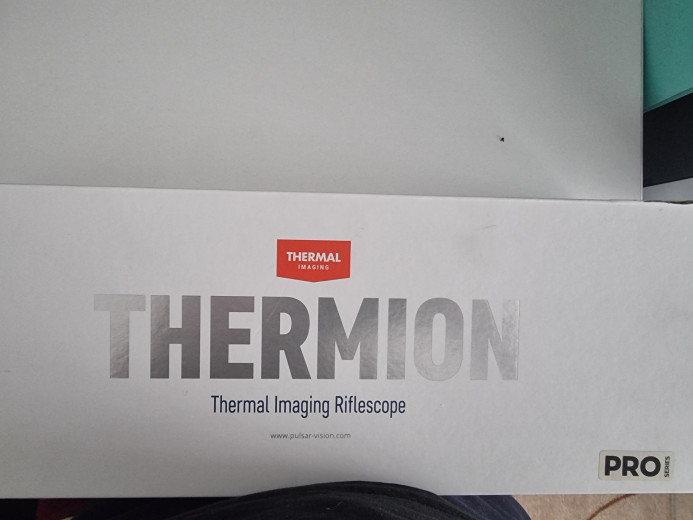 THERMAL
IMAGING
THERMION
Thermal Imaging Riflescope
www.pulsar-vision.com
PRO SERIES